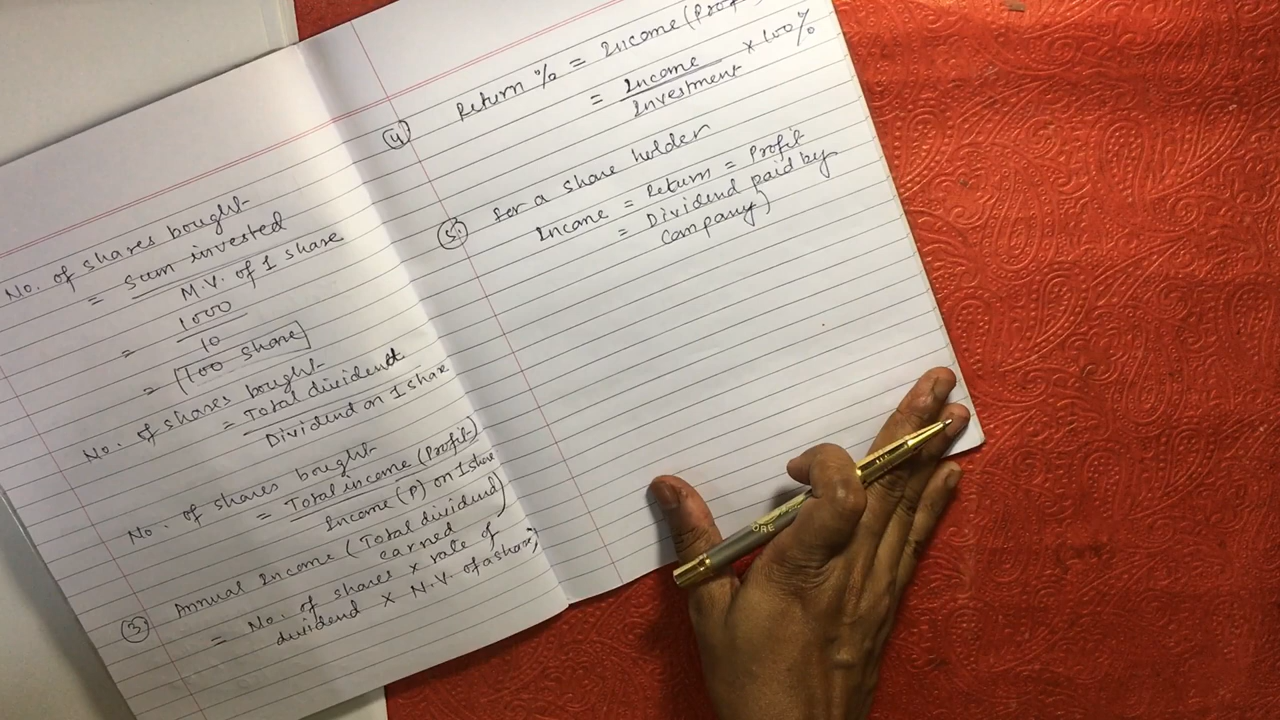 No. of shares bought-
= Sum invested
M.V. of 1 share
= 1000
10
= [100 share]
No. of shares bought-
= Total dividend
Dividend on 1 share
No. of shares bought-
= Total income (Profit)
Income (P) on 1 share
③ Annual Income (Total dividend)
earned
= No. of shares x rate of
dividend x N.V. of a share;
④ Return % = Income (Prof
= Income x 100%
Investment
⑤. for a share holder
Income = Return = Profit
= Dividend paid by
company)